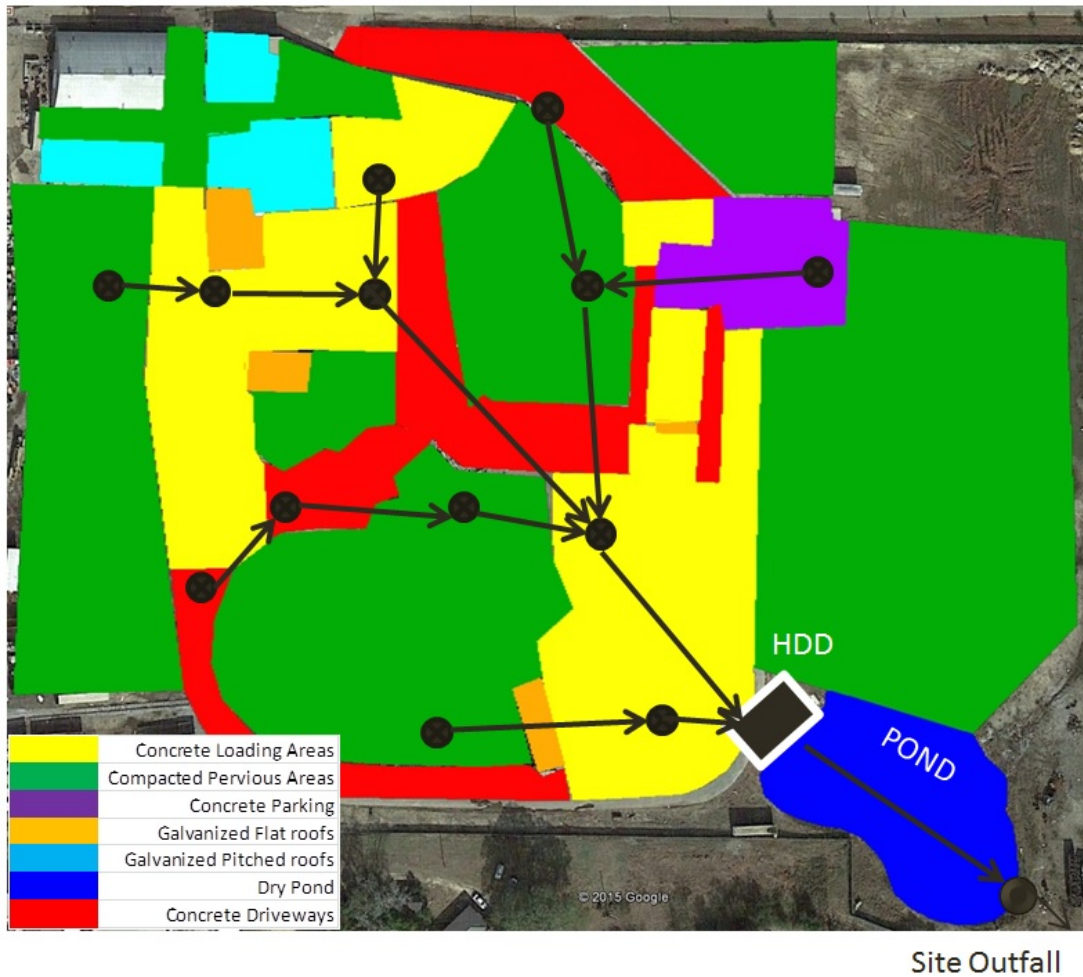 HDD
POND
Concrete Loading Areas
Compacted Pervious Areas
Concrete Parking
Galvanized Flat roofs
Galvanized Pitched roofs
Dry Pond
Concrete Driveways
© 2015 Google
Site Outfall